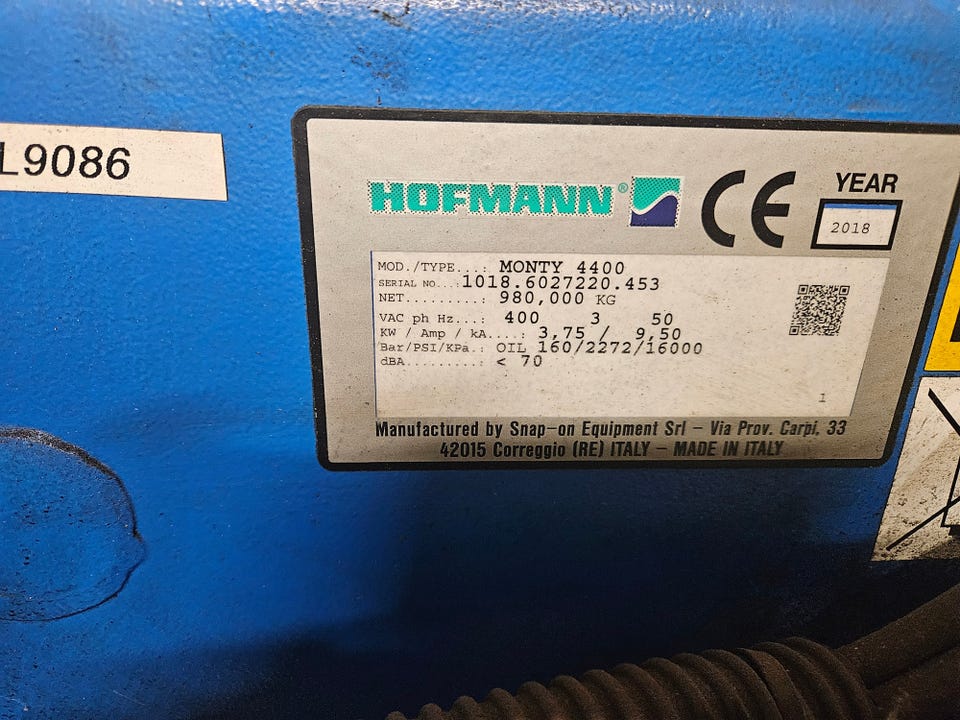 L9086
HOFMANN® CE YEAR
2018
MOD./TYPE...: MONTY 4400
SERIAL NO...:1018.6027220.453
NET.........: 980,000 KG
VAC ph Hz...: 400 3 50
KW / Amp / kA....: 3,75 / 9,50
Bar/PSI/KPa.: OIL 160/2272/16000
dBA.........: < 70
1
Manufactured by Snap-on Equipment Srl - Via Prov. Carpi, 33
42015 Correggio (RE) ITALY - MADE IN ITALY